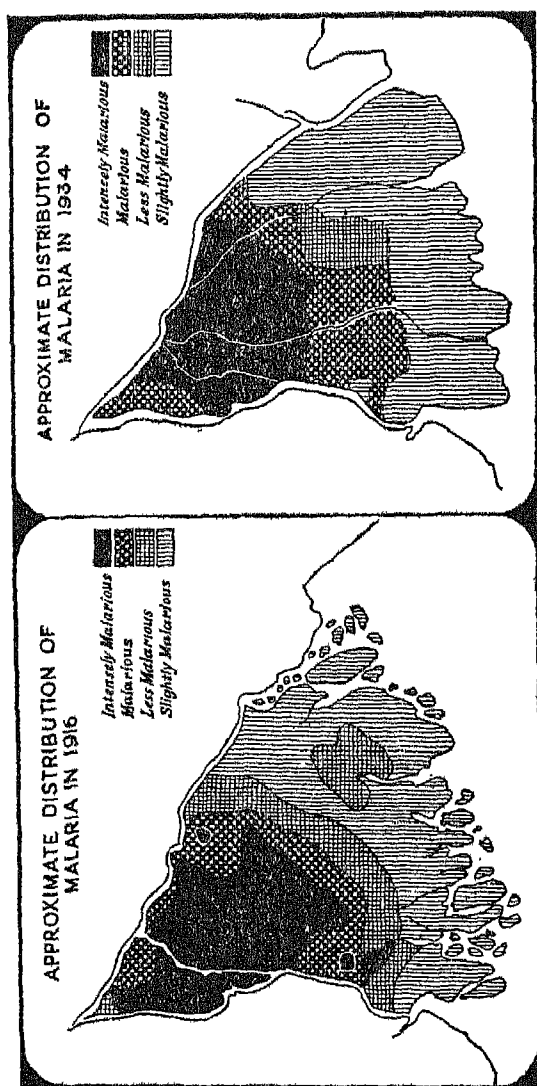 APPROXIMATE DISTRIBUTION OF
MALARIA IN 1916
Intensely Malarious
Malarious
Less Malarious
Slightly Malarious
APPROXIMATE DISTRIBUTION OF
MALARIA IN 1934
Intensely Malarious
Malarious
Less Malarious
Slightly Malarious